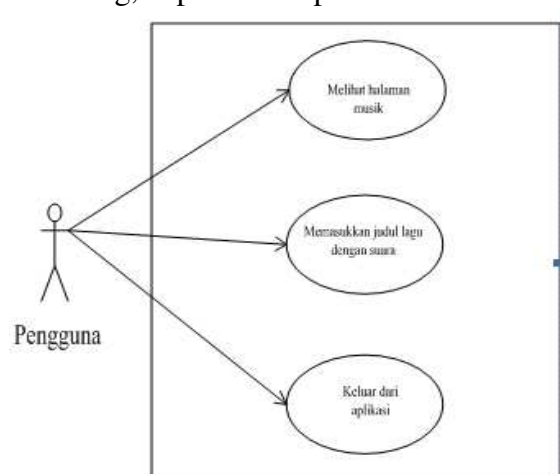 Melihat halaman
musik
Memasukkan judul lagu
dengan suara
Pengguna
Keluar dari
aplikasi